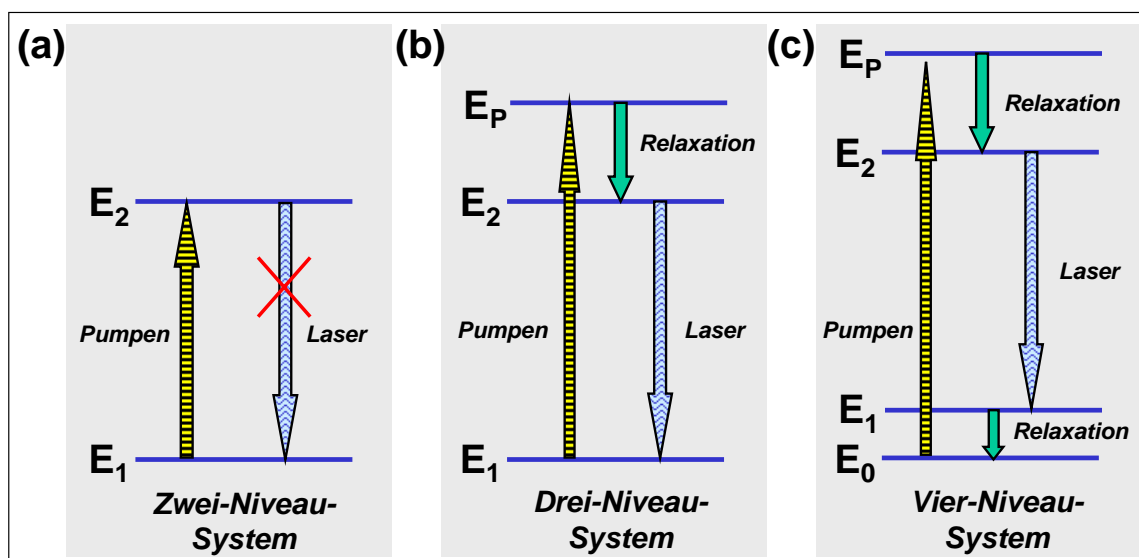 (a)
E2
Pumpen
Laser
E1
Zwei-Niveau-
System
(b)
EP
Relaxation
E2
Pumpen
Laser
E1
Drei-Niveau-
System
(c)
EP
Relaxation
E2
Laser
Pumpen
E1
Relaxation
E0
Vier-Niveau-
System